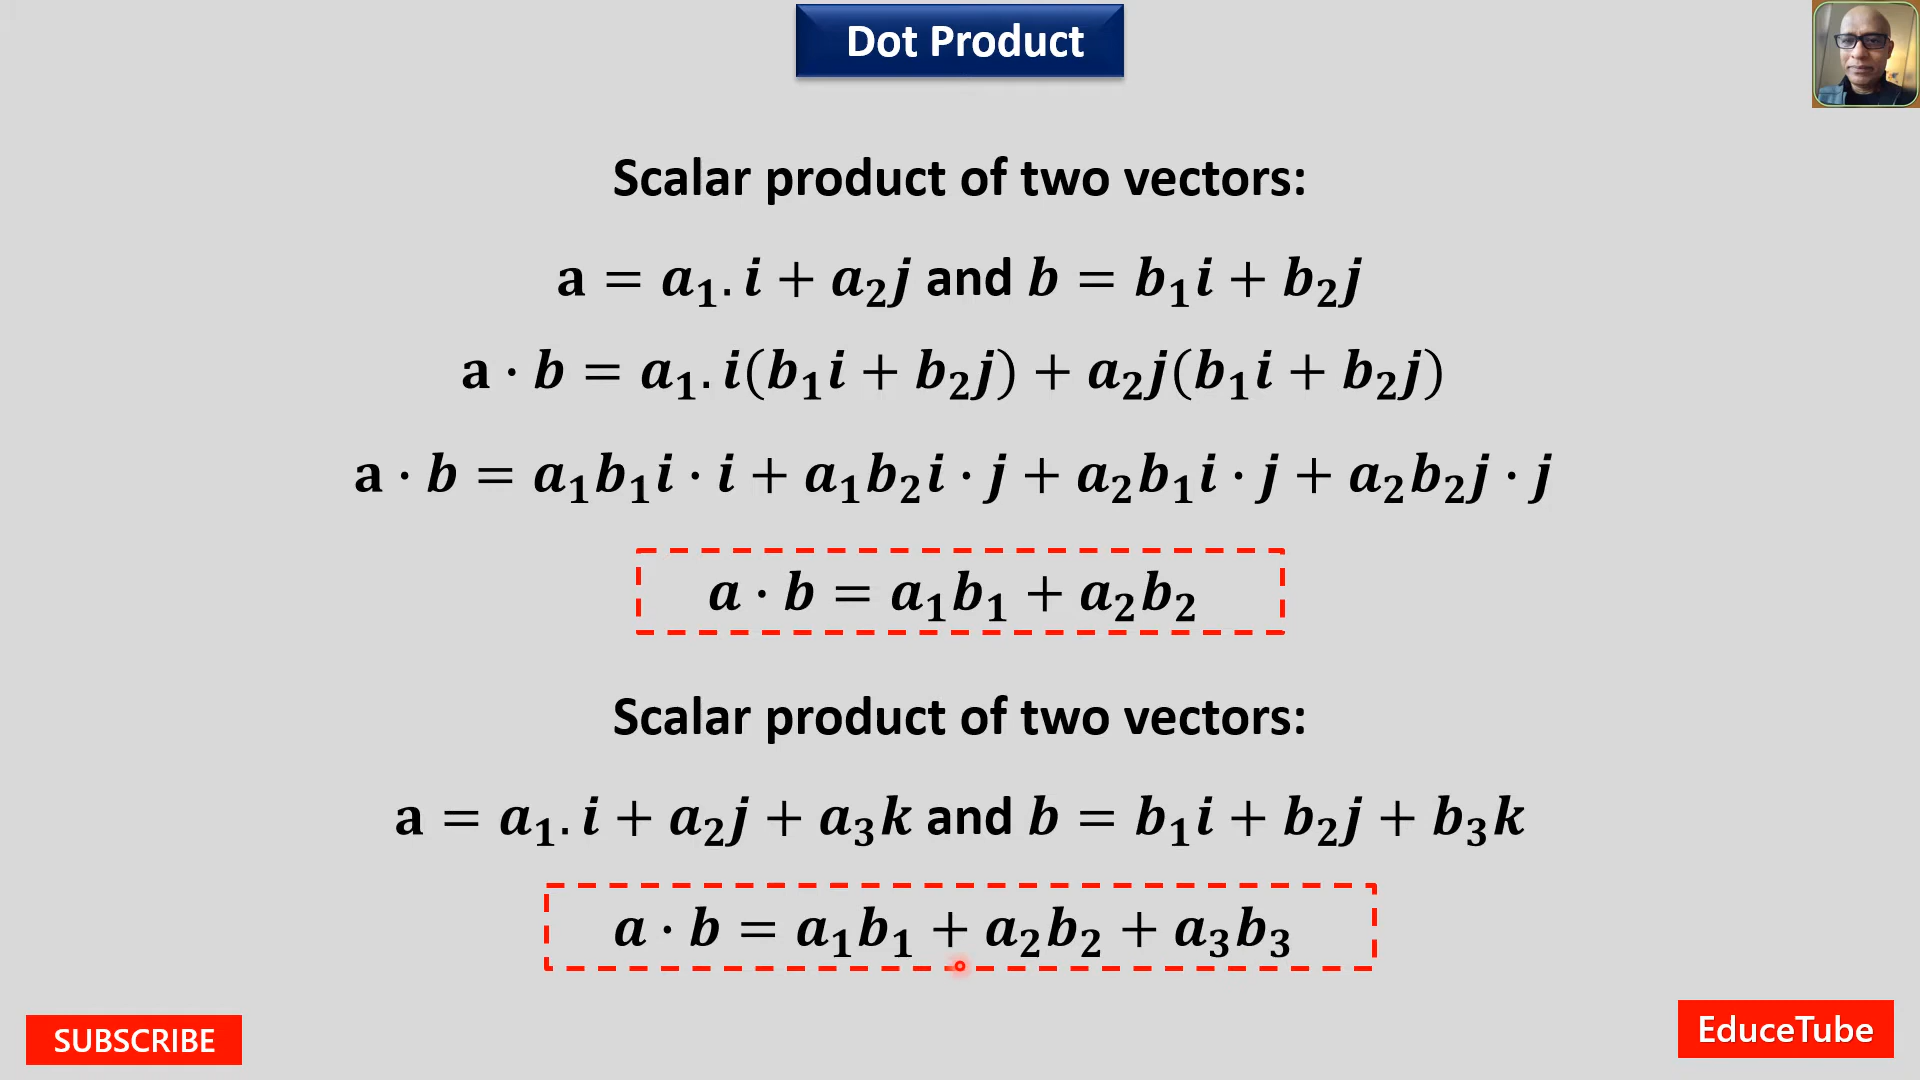 Dot Product
Scalar product of two vectors:
a = a₁. i + a₂j and b = b₁i + b₂j
a · b = a₁. i(b₁i + b₂j) + a₂j(b₁i + b₂j)
a · b = a₁b₁i · i + a₁b₂i · j + a₂b₁i · j + a₂b₂j · j
a · b = a₁b₁ + a₂b₂
Scalar product of two vectors:
a = a₁. i + a₂j + a₃k and b = b₁i + b₂j + b₃k
a · b = a₁b₁ + a₂b₂ + a₃b₃
SUBSCRIBE
EduceTube